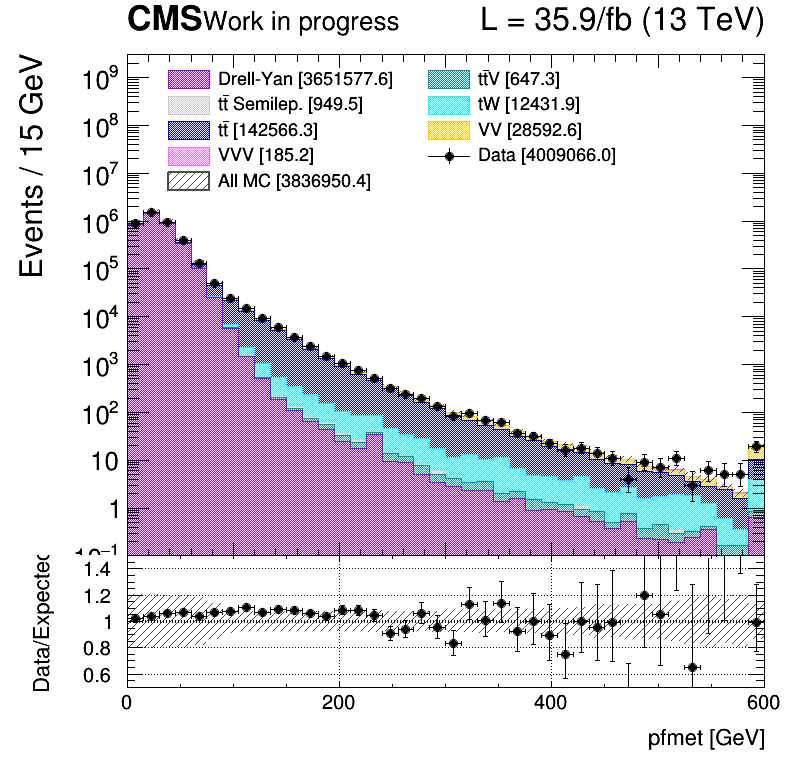 CMS Work in progress L = 35.9/fb (13 TeV)
Events / 15 GeV
Drell-Yan [3651577.6]
tt̄ Semilep. [949.5]
tt̄ [142566.3]
VVV [185.2]
All MC [3836950.4]
tt̄V [647.3]
tW [12431.9]
VV [28592.6]
Data [4009066.0]
10⁹
10⁸
10⁷
10⁶
10⁵
10⁴
10³
10²
10
1
10⁻¹
Data/Expected
1.4
1.2
1
0.8
0.6
0 200 400 600
pfmet [GeV]